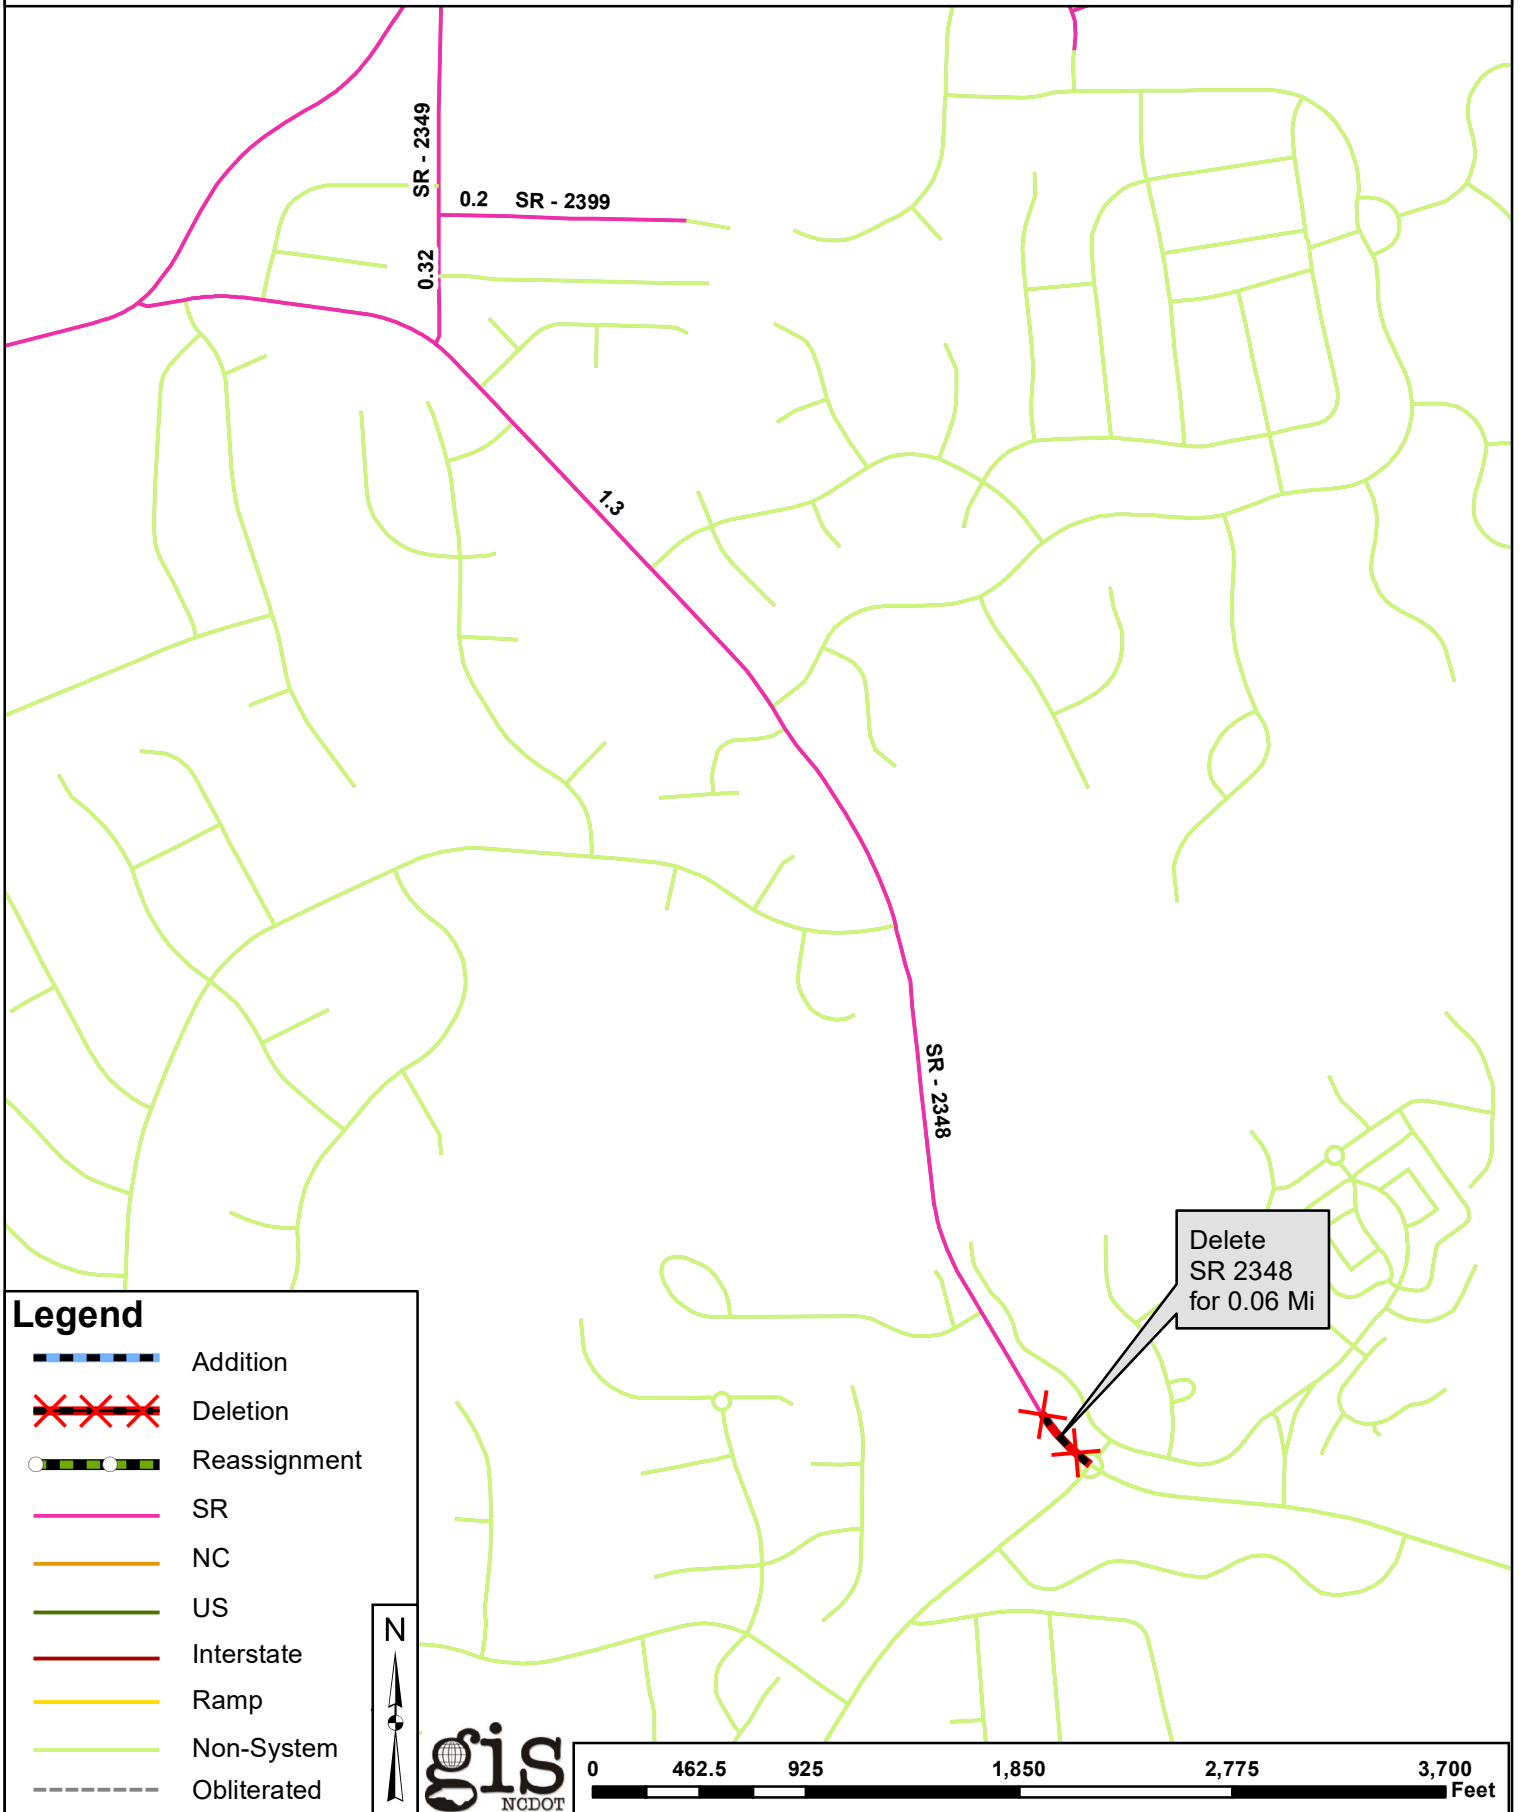 SR - 2349
0.2 SR - 2399
0.32
1.3
SR - 2348
Delete
SR 2348
for 0.06 Mi
Legend
Addition
Deletion
Reassignment
SR
NC
US
Interstate
Ramp
Non-System
Obliterated
N
gis
NCDOT
0 462.5 925 1,850 2,775 3,700
Feet